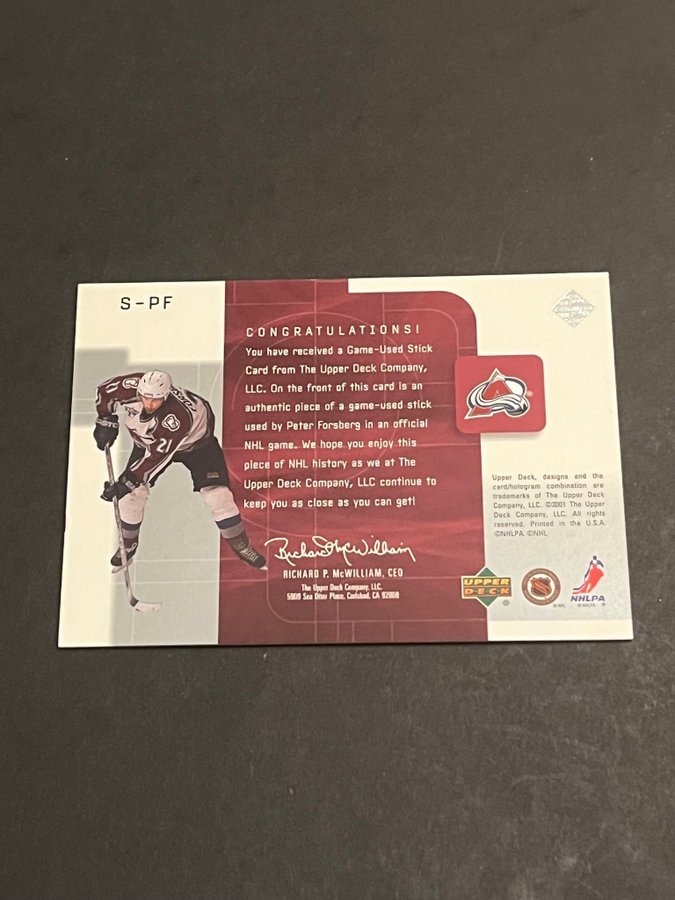 S-PF
CONGRATULATIONS!
You have received a Game-Used Stick
Card from The Upper Deck Company,
LLC. On the front of this card is an
authentic piece of a game-used stick
used by Peter Forsberg in an official
NHL game. We hope you enjoy this
piece of NHL history as we at The
Upper Deck Company, LLC continue to
keep you as close as you can get!
Richard P. McWilliam
RICHARD P. McWILLIAM, CEO
The Upper Deck Company, LLC.
5909 Sea Otter Place, Carlsbad, CA 92008
21
Upper Deck, designs and the
card/hologram combination are
trademarks of The Upper Deck
Company, LLC. ©2001 The Upper
Deck Company, LLC. All rights
reserved. Printed in the U.S.A.
©NHLPA, ©NHL
UPPER
DECK
NHLPA